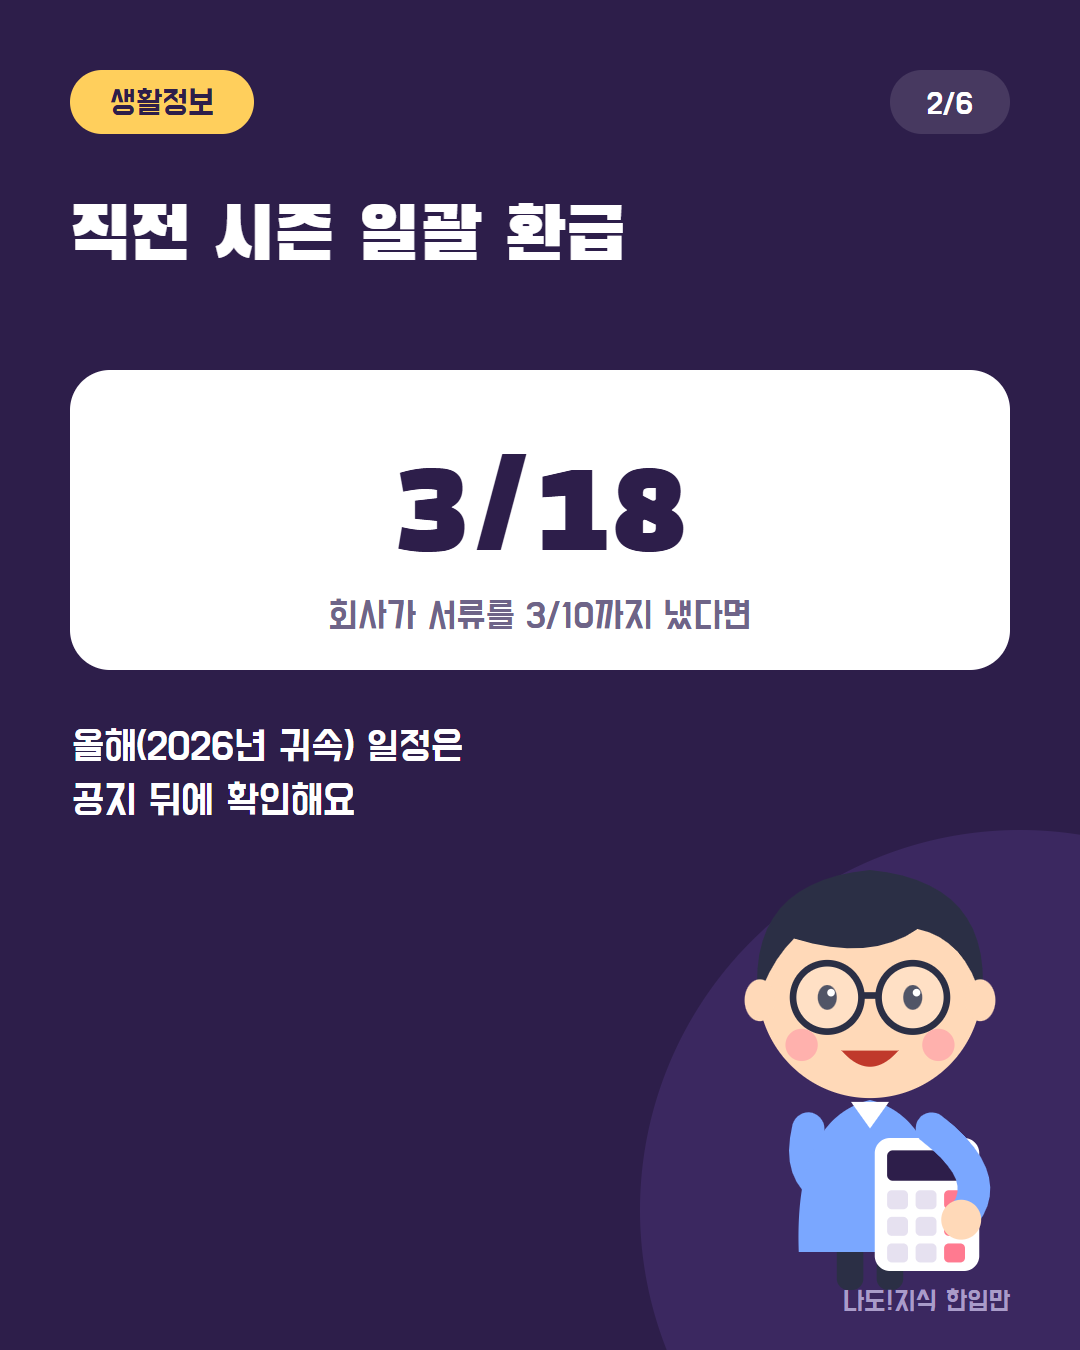 생활정보
2/6
직전 시즌 일괄 환급
3/18
회사가 서류를 3/10까지 냈다면
올해(2026년 귀속) 일정은
공지 뒤에 확인해요
나도!지식 한입만